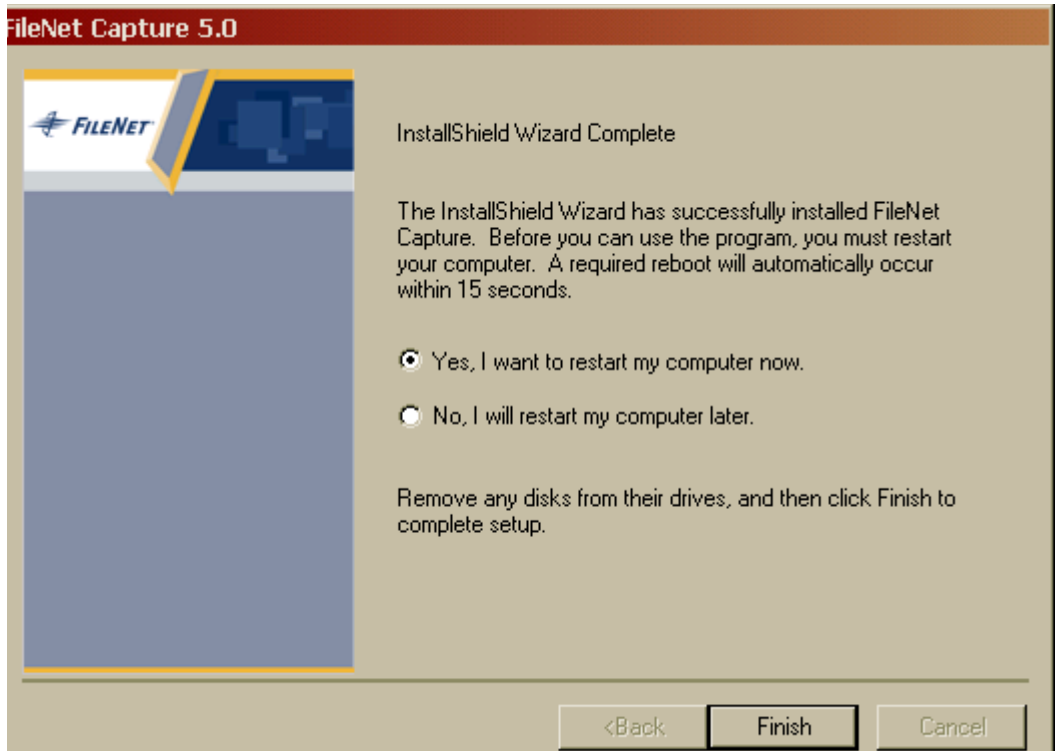 FileNet Capture 5.0
FILENET
InstallShield Wizard Complete
The InstallShield Wizard has successfully installed FileNet
Capture.  Before you can use the program, you must restart
your computer.  A required reboot will automatically occur
within 15 seconds.
Yes, I want to restart my computer now.
No, I will restart my computer later.
Remove any disks from their drives, and then click Finish to
complete setup.
<Back
Finish
Cancel